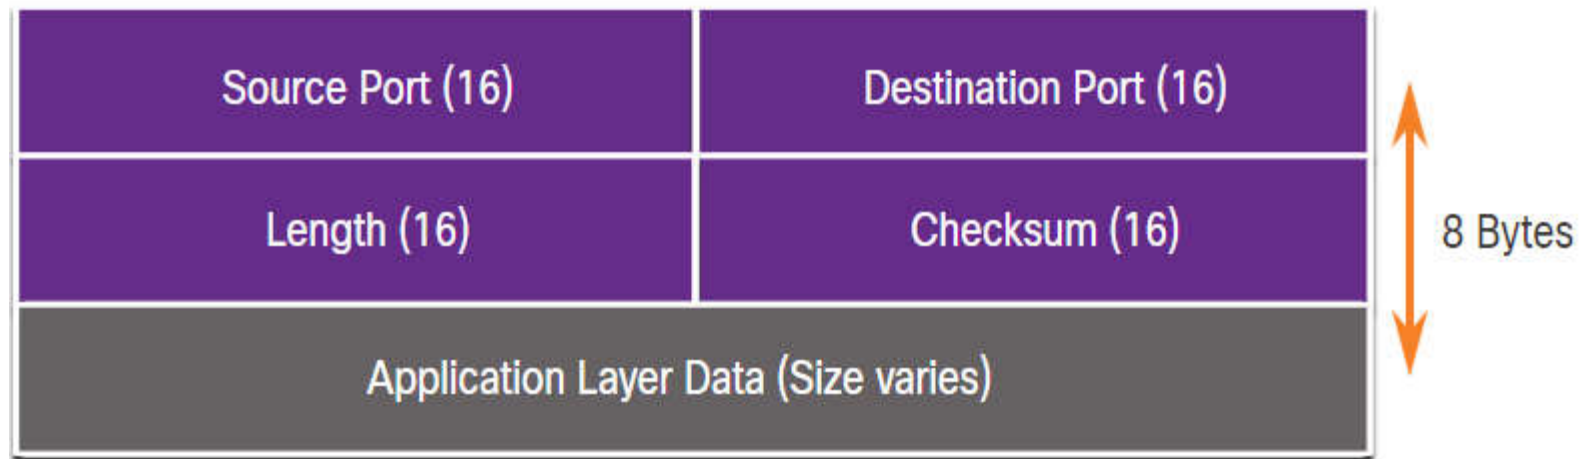 Source Port (16) Destination Port (16)
Length (16) Checksum (16)
8 Bytes
Application Layer Data (Size varies)